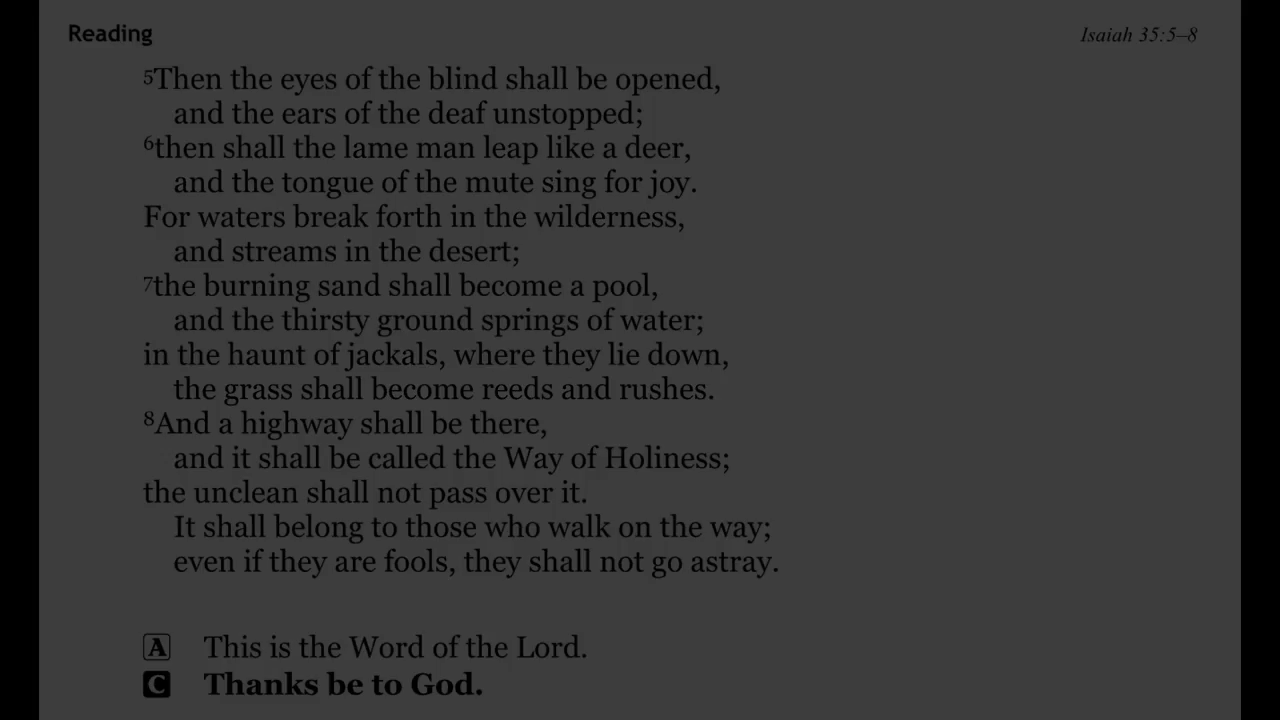 Reading Isaiah 35:5–8
⁵Then the eyes of the blind shall be opened,
and the ears of the deaf unstopped;
⁶then shall the lame man leap like a deer,
and the tongue of the mute sing for joy.
For waters break forth in the wilderness,
and streams in the desert;
⁷the burning sand shall become a pool,
and the thirsty ground springs of water;
in the haunt of jackals, where they lie down,
the grass shall become reeds and rushes.
⁸And a highway shall be there,
and it shall be called the Way of Holiness;
the unclean shall not pass over it.
It shall belong to those who walk on the way;
even if they are fools, they shall not go astray.
A This is the Word of the Lord.
C Thanks be to God.